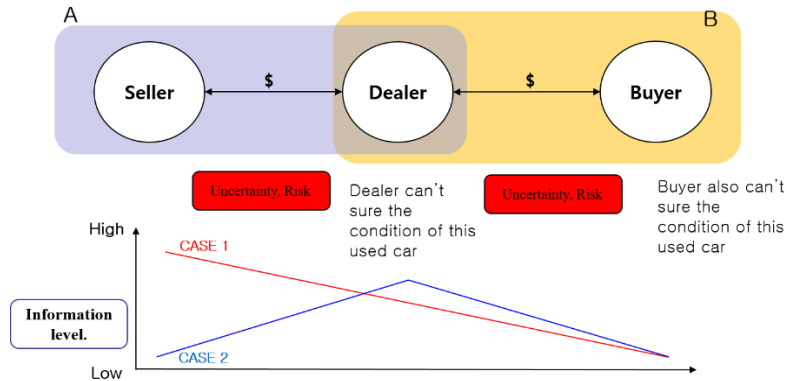 A
B
Seller
$
Dealer
$
Buyer
Uncertainty, Risk
Dealer can't
sure the
condition of this
used car
Uncertainty, Risk
Buyer also can't
sure the
condition of this
used car
High
CASE 1
Information
level.
CASE 2
Low